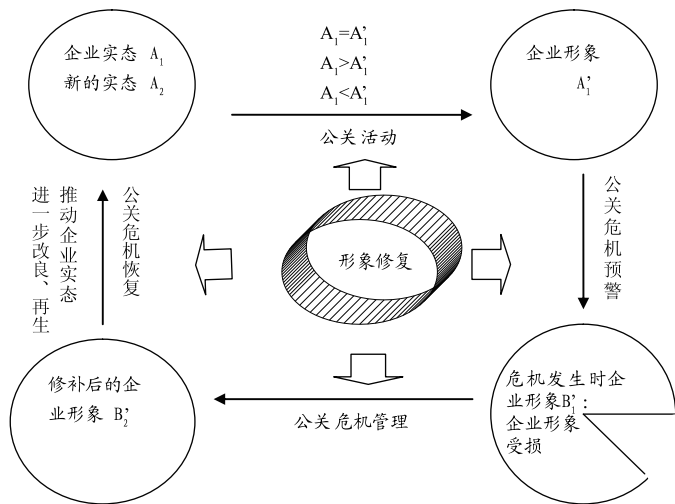 企业实态 A₁
新的实态 A₂
A₁=A'₁
A₁>A'₁
A₁<A'₁
公关活动
企业形象
A'₁
公关危机预警
危机发生时企
业形象B'₁：
企业形象
受损
公关危机管理
修补后的企
业形象 B'₂
公关危机恢复
推动企业实态
进一步改良、再生
形象修复